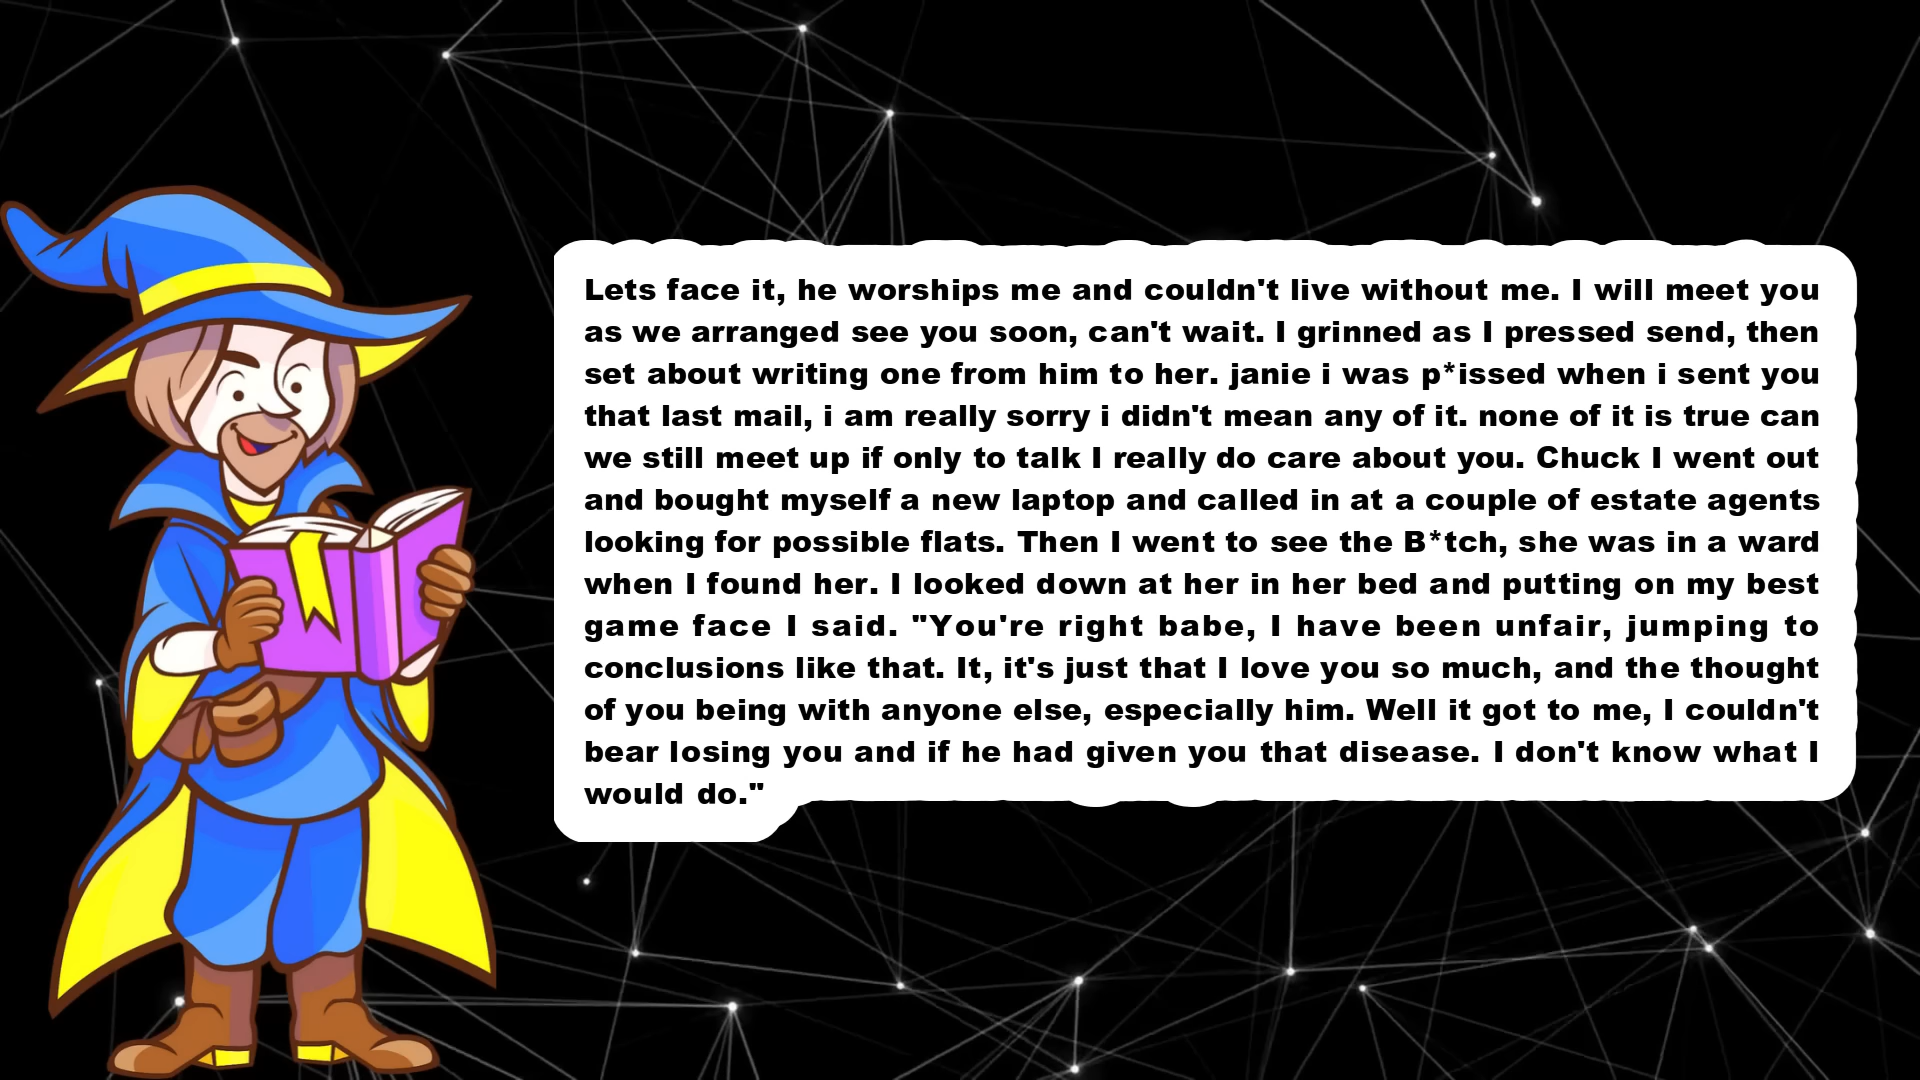 Lets face it, he worships me and couldn't live without me. I will meet you
as we arranged see you soon, can't wait. I grinned as I pressed send, then
set about writing one from him to her. janie i was p*issed when i sent you
that last mail, i am really sorry i didn't mean any of it. none of it is true can
we still meet up if only to talk I really do care about you. Chuck I went out
and bought myself a new laptop and called in at a couple of estate agents
looking for possible flats. Then I went to see the B*tch, she was in a ward
when I found her. I looked down at her in her bed and putting on my best
game face I said. "You're right babe, I have been unfair, jumping to
conclusions like that. It, it's just that I love you so much, and the thought
of you being with anyone else, especially him. Well it got to me, I couldn't
bear losing you and if he had given you that disease. I don't know what I
would do."